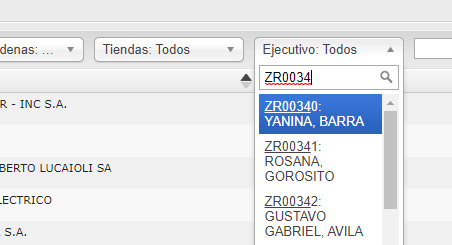 denas: ...
Tiendas: Todos
Ejecutivo: Todos
ZR0034
R - INC S.A.
ZR00340:
YANINA, BARRA
ZR00341:
ROSANA,
GOROSITO
BERTO LUCAIOLI SA
ZR00342:
GUSTAVO
GABRIEL, AVILA
LECTRICO
S.A.